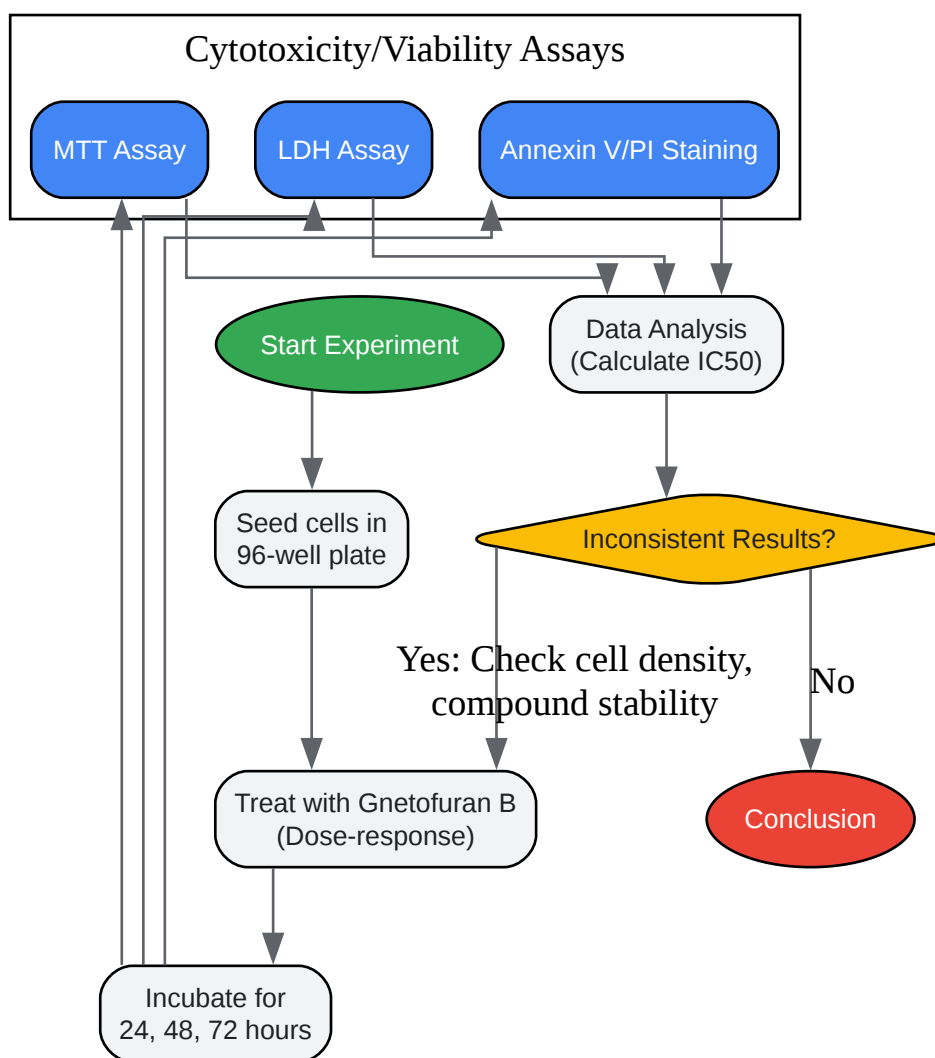 Cytotoxicity/Viability Assays
MTT Assay
LDH Assay
Annexin V/PI Staining
Data Analysis
(Calculate IC50)
Start Experiment
Seed cells in
96-well plate
Inconsistent Results?
Yes: Check cell density,
compound stability
No
Treat with Gnetofuran B
(Dose-response)
Conclusion
Incubate for
24, 48, 72 hours